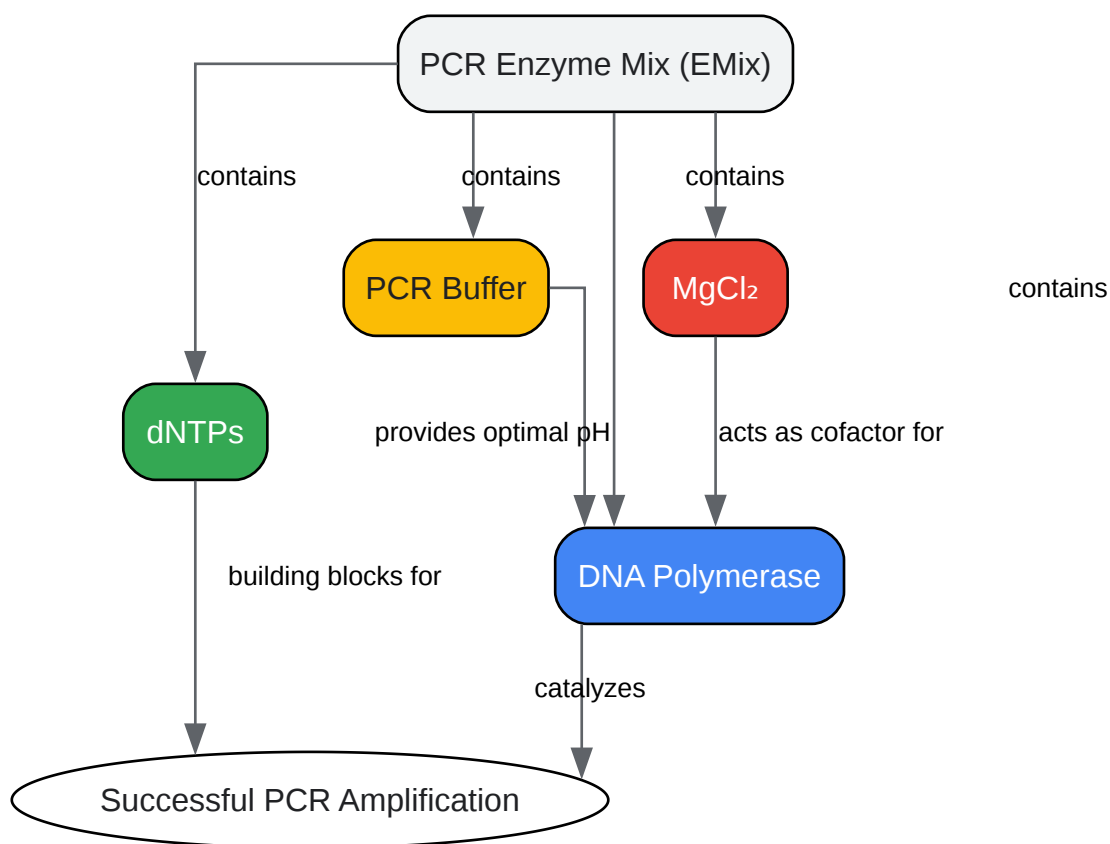 PCR Enzyme Mix (EMix)
contains
contains
contains
PCR Buffer
MgCl₂
contains
dNTPs
provides optimal pH
acts as cofactor for
building blocks for
DNA Polymerase
catalyzes
Successful PCR Amplification